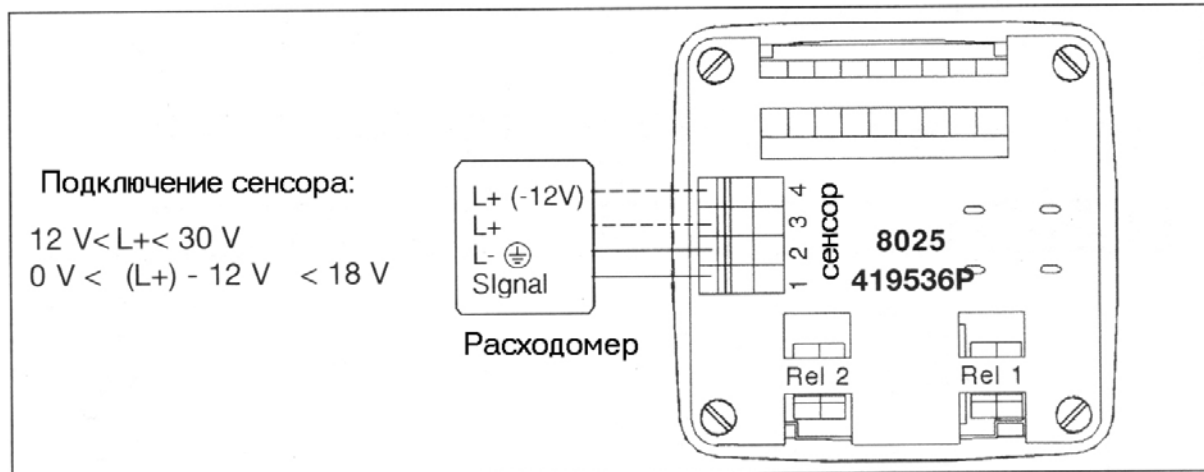 Подключение сенсора:
12 V< L+< 30 V
0 V < (L+) - 12 V < 18 V
L+ (-12V)
L+
L-
SIgnal
Расходомер
4
3
2
1
сенсор
8025
419536P
Rel 2
Rel 1